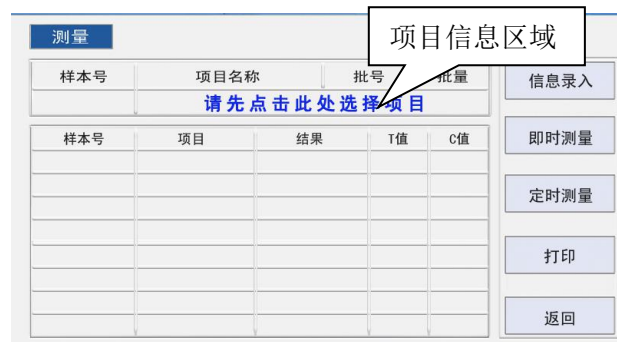 测量
项目信息区域
样本号 项目名称 批号 批量
请先点击此处选择项目
样本号 项目 结果 T值 C值
信息录入
即时测量
定时测量
打印
返回